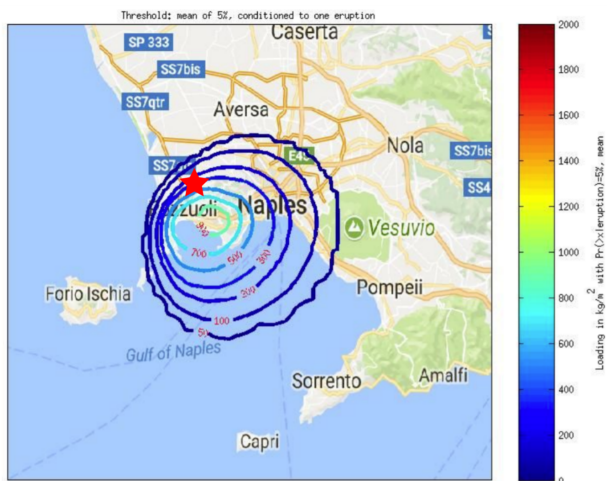 Threshold: mean of 5%, conditioned to one eruption
Caserta
SP 333
SS7bis
SS7qtr
Aversa
Nola
E45
SS7bis
SS7
SS4
zzuoli
Naples
Vesuvio
700
500
300
200
100
50
Pompeii
Forio Ischia
Gulf of Naples
Sorrento
Amalfi
Capri
2000
1800
1600
1400
1200
1000
800
600
400
200
0
Loading in kg/m² with Pr(>x|eruption)=5%, mean